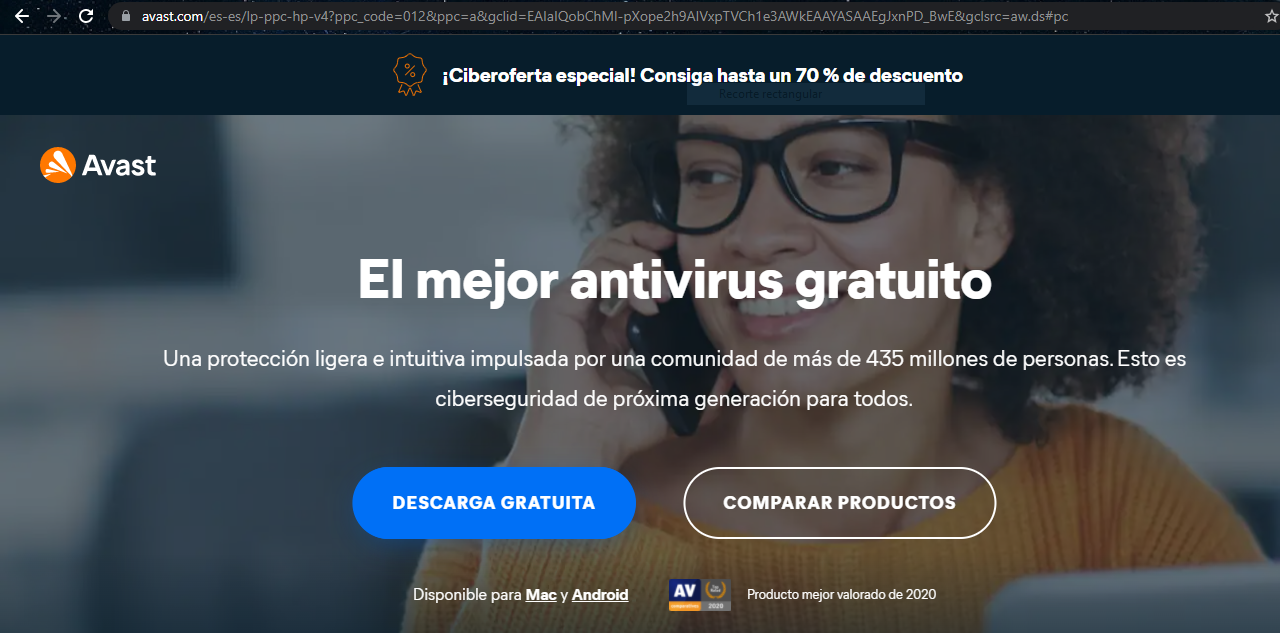 avast.com/es-es/lp-ppc-hp-v4?ppc_code=012&ppc=a&gclid=EAIaIQobChMI-pXope2h9AIVxpTVCh1e3AWkEAAYASAAEgJxnPD_BwE&gclsrc=aw.ds#pc
¡Ciberoferta especial! Consiga hasta un 70 % de descuento
Recorte rectangular
Avast
El mejor antivirus gratuito
Una protección ligera e intuitiva impulsada por una comunidad de más de 435 millones de personas. Esto es
ciberseguridad de próxima generación para todos.
DESCARGA GRATUITA COMPARAR PRODUCTOS
Disponible para Mac y Android AV 2020 Producto mejor valorado de 2020